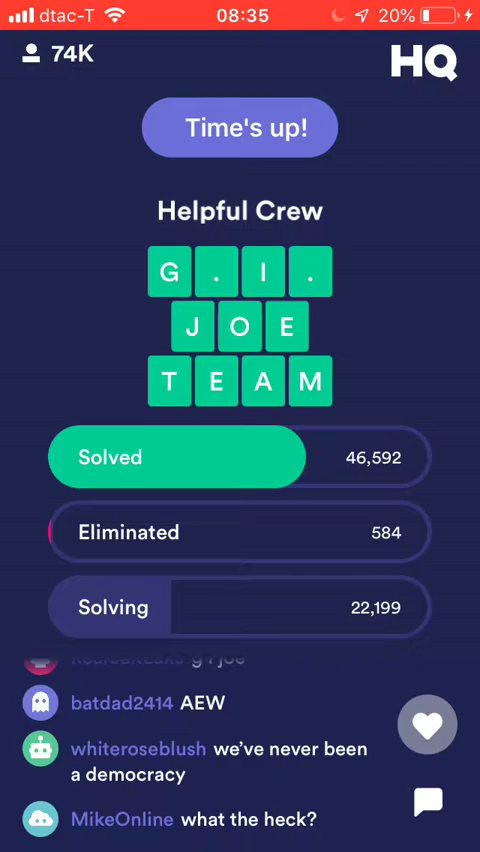 dtac-T 08:35 20%
74K HQ
Time's up!
Helpful Crew
G . I .
J O E
T E A M
Solved 46,592
Eliminated 584
Solving 22,199
batdad2414 AEW
whiteroseblush we've never been
a democracy
MikeOnline what the heck?